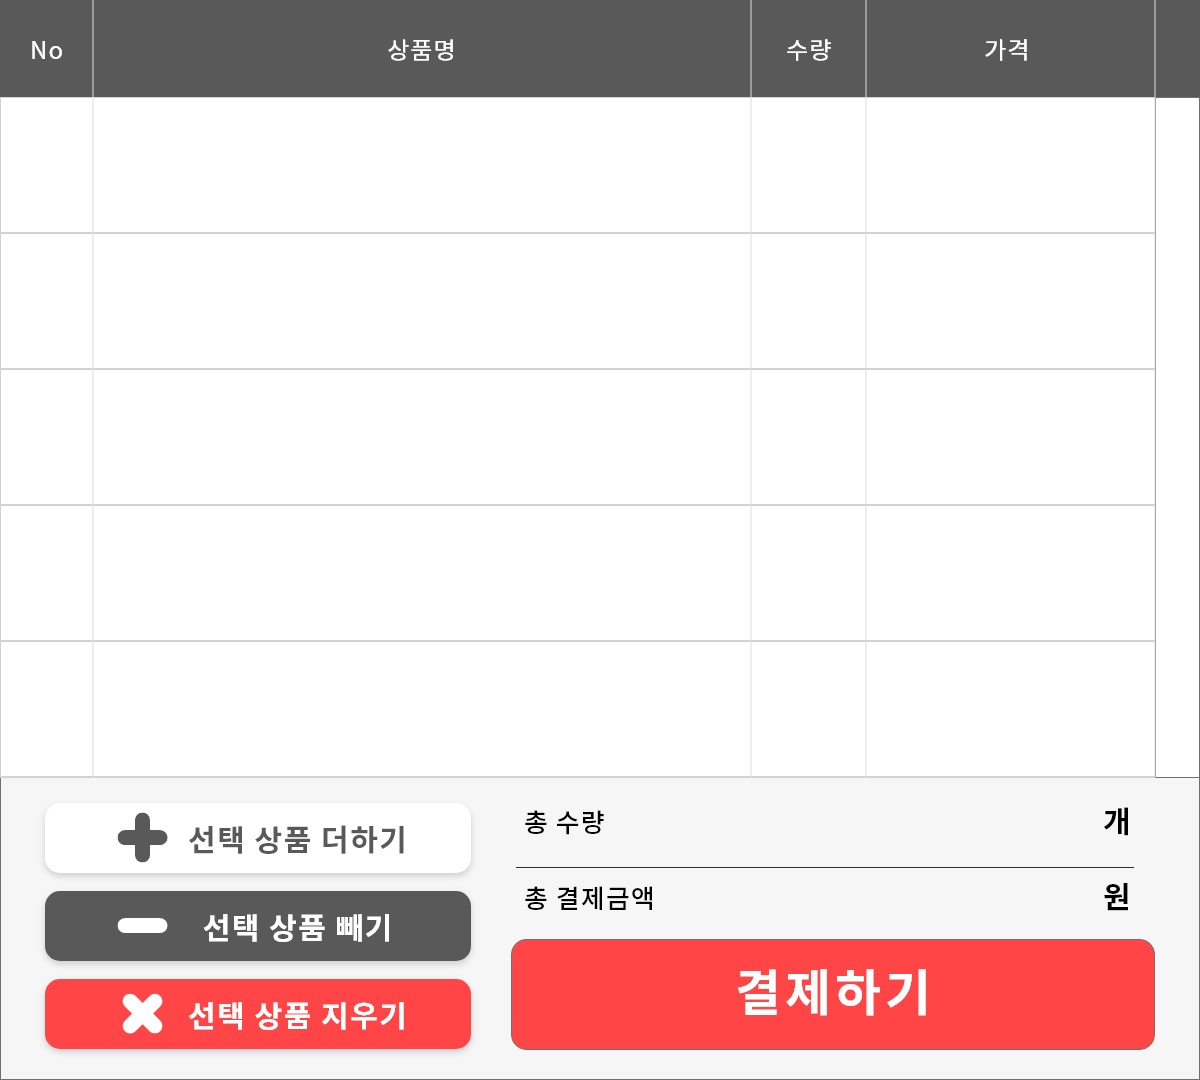 No 상품명 수량 가격
선택 상품 더하기
선택 상품 빼기
선택 상품 지우기
총 수량 개
총 결제금액 원
결제하기